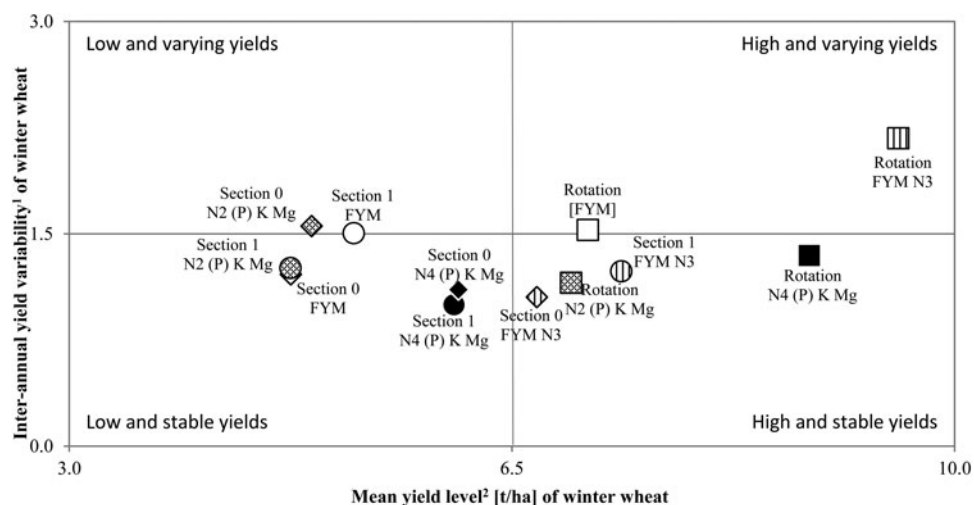 3.0
Low and varying yields
High and varying yields
Rotation
FYM N3
Section 0
N2 (P) K Mg
Section 1
FYM
Rotation
[FYM]
1.5
Section 1
N2 (P) K Mg
Section 0
FYM
Section 0
N4 (P) K Mg
Section 1
N4 (P) K Mg
Section 0
FYM N3
Rotation
N2 (P) K Mg
Section 1
FYM N3
Rotation
N4 (P) K Mg
Low and stable yields
High and stable yields
0.0
3.0
6.5
10.0
Inter-annual yield variability¹ of winter wheat
Mean yield level² [t/ha] of winter wheat